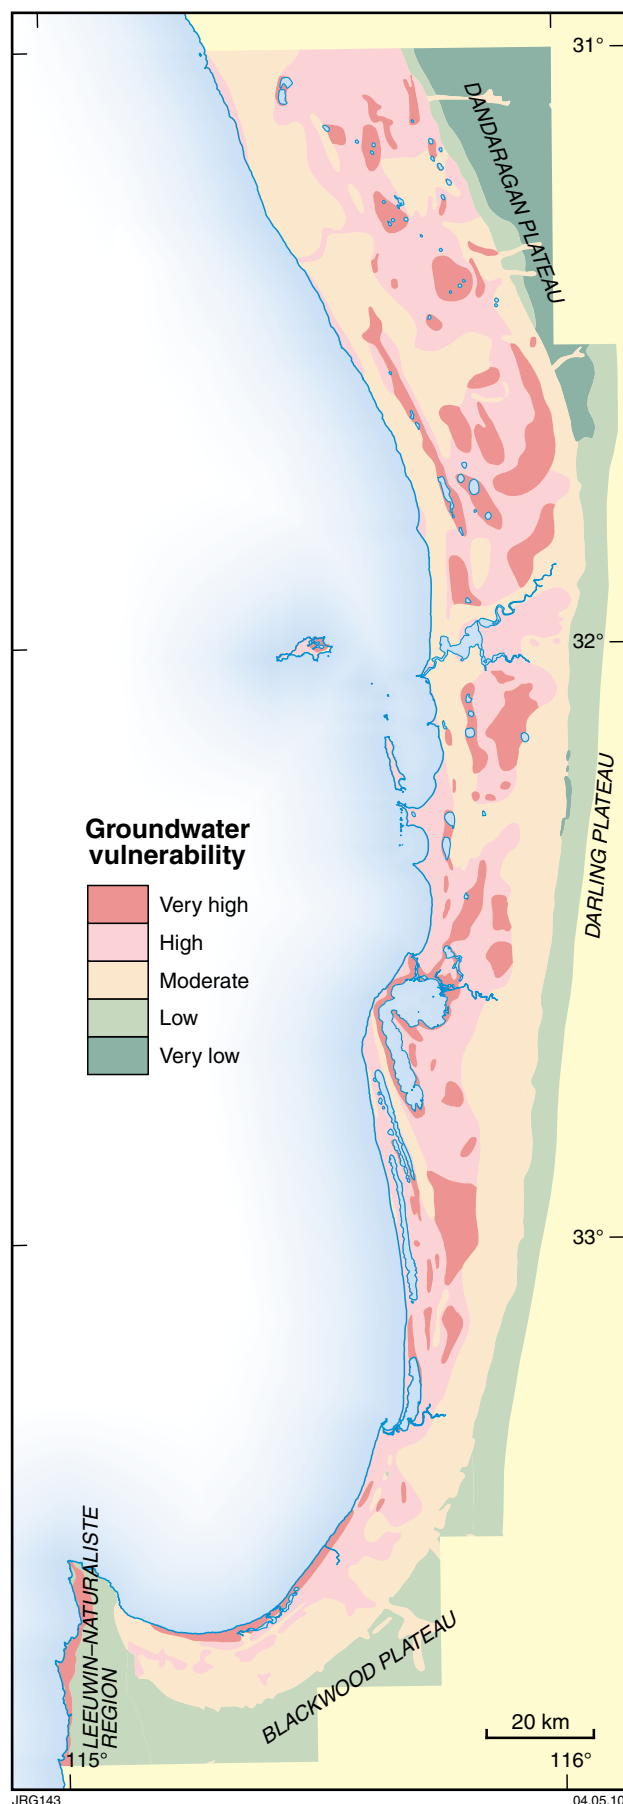 31°
DANDARAGAN PLATEAU
32°
DARLING PLATEAU
Groundwater
vulnerability
Very high
High
Moderate
Low
Very low
33°
LEEUWIN–NATURALISTE
REGION
BLACKWOOD PLATEAU
20 km
115°
116°
JRG143
04.05.10